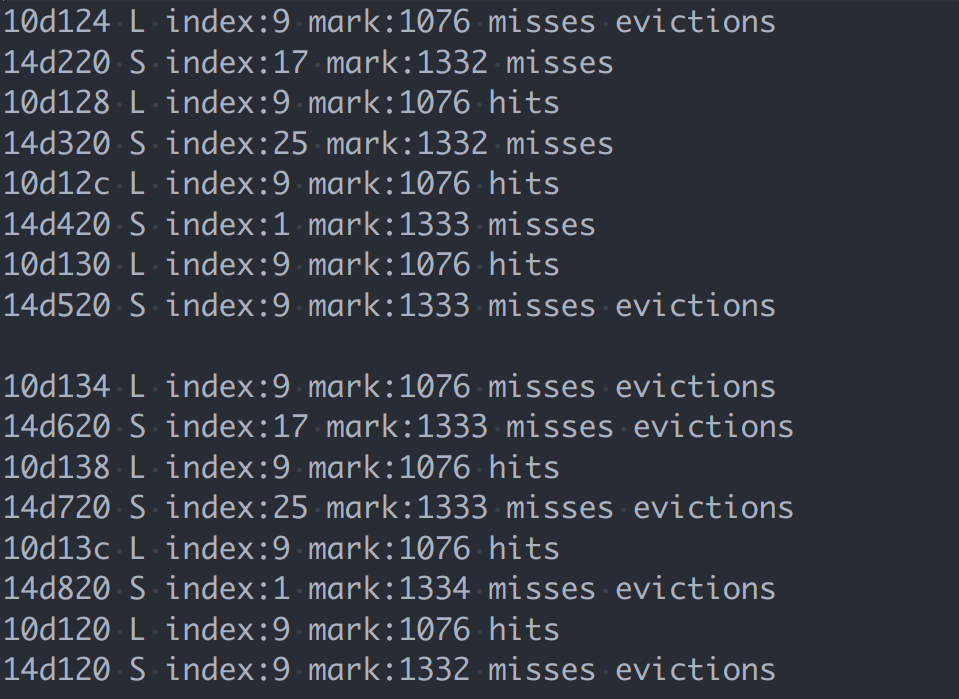 10d124 L index:9 mark:1076 misses evictions
14d220 S index:17 mark:1332 misses
10d128 L index:9 mark:1076 hits
14d320 S index:25 mark:1332 misses
10d12c L index:9 mark:1076 hits
14d420 S index:1 mark:1333 misses
10d130 L index:9 mark:1076 hits
14d520 S index:9 mark:1333 misses evictions

10d134 L index:9 mark:1076 misses evictions
14d620 S index:17 mark:1333 misses evictions
10d138 L index:9 mark:1076 hits
14d720 S index:25 mark:1333 misses evictions
10d13c L index:9 mark:1076 hits
14d820 S index:1 mark:1334 misses evictions
10d120 L index:9 mark:1076 hits
14d120 S index:9 mark:1332 misses evictions